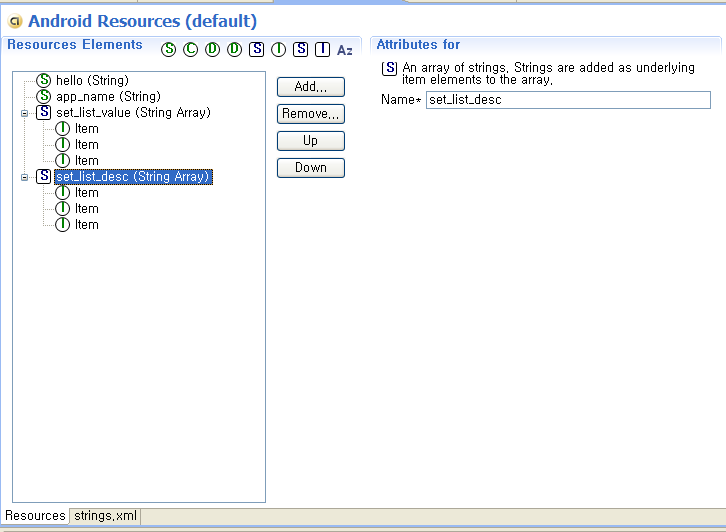 Android Resources (default)
Resources Elements
S C D D S I S I Az
S hello (String)
S app_name (String)
S set_list_value (String Array)
I Item
I Item
I Item
S set_list_desc (String Array)
I Item
I Item
I Item
Add...
Remove...
Up
Down
Attributes for
S An array of strings. Strings are added as underlying
item elements to the array.
Name* set_list_desc
Resources strings.xml